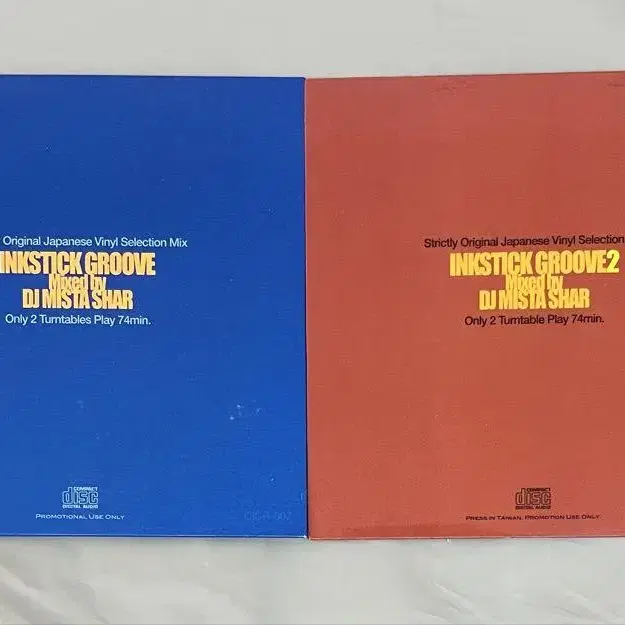 Original Japanese Vinyl Selection Mix
INKSTICK GROOVE
Mixed by
DJ MISTA SHAR
Only 2 Turntables Play 74min.
COMPACT
disc
DIGITAL AUDIO
PROMOTIONAL USE ONLY
Strictly Original Japanese Vinyl Selection
INKSTICK GROOVE2
Mixed by
DJ MISTA SHAR
Only 2 Turntable Play 74min.
COMPACT
disc
DIGITAL AUDIO
PRESS IN TAIWAN, PROMOTION USE ONLY